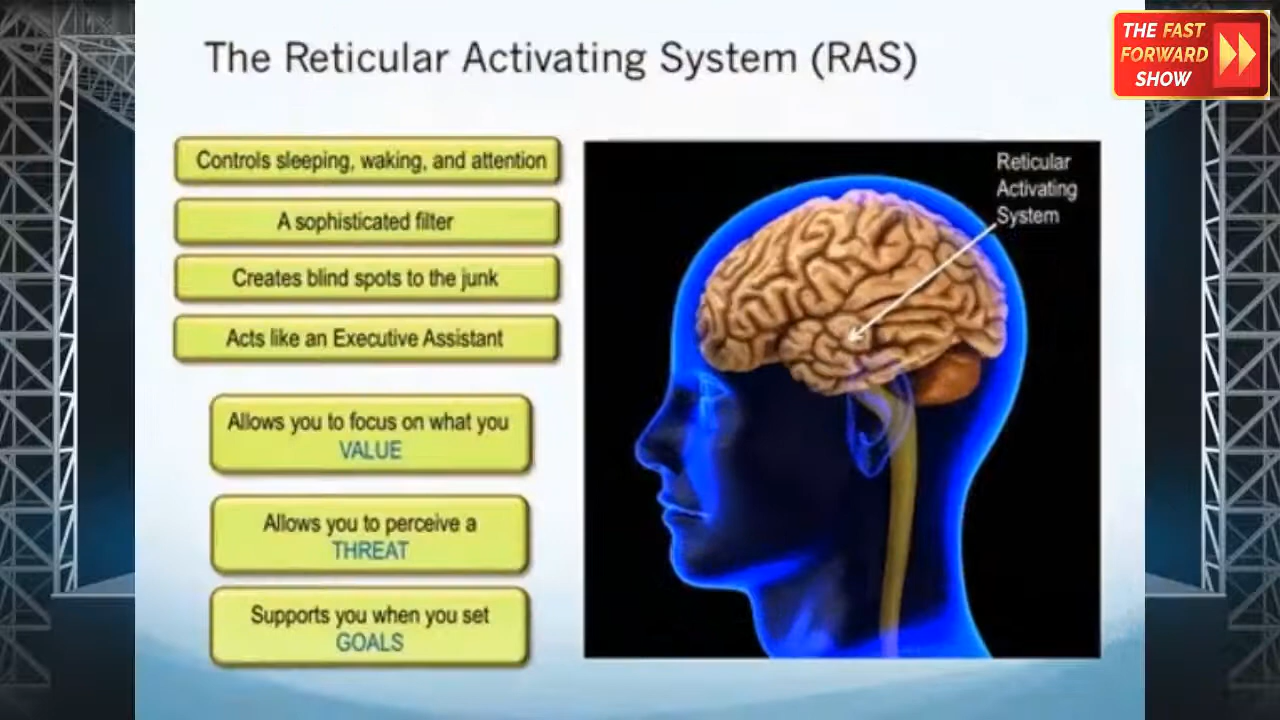 The Reticular Activating System (RAS)
THE FAST
FORWARD
SHOW
Controls sleeping, waking, and attention
A sophisticated filter
Creates blind spots to the junk
Acts like an Executive Assistant
Allows you to focus on what you
VALUE
Allows you to perceive a
THREAT
Supports you when you set
GOALS
Reticular
Activating
System